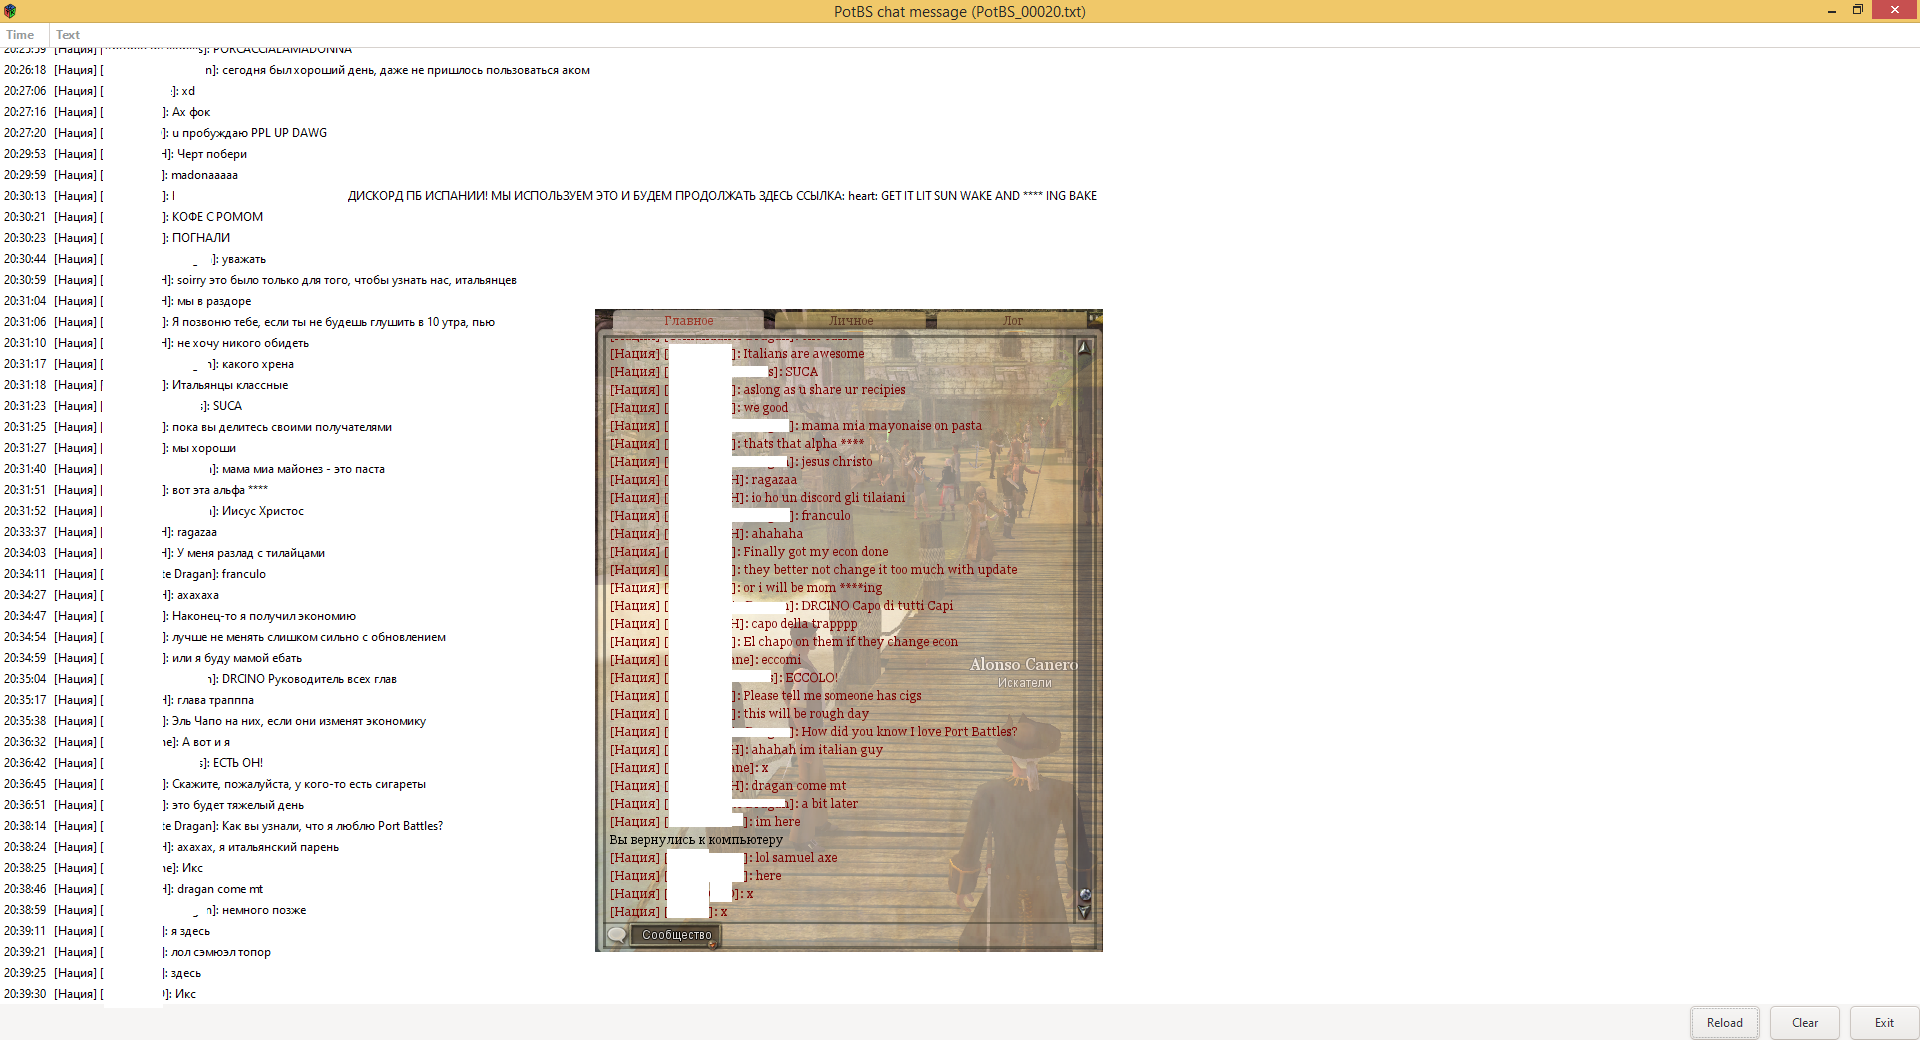 PotBS chat message (PotBS_00020.txt)
Time Text
20:25:59 [Нация] s]: PORCACCIALAMADONNA
20:26:18 [Нация] [ n]: сегодня был хороший день, даже не пришлось пользоваться аком
20:27:06 [Нация] [ ]: xd
20:27:16 [Нация] [ ]: Ах фок
20:27:20 [Нация] [ ]: u пробуждаю PPL UP DAWG
20:29:53 [Нация] [ H]: Черт побери
20:29:59 [Нация] [ ]: madonaaaaa
20:30:13 [Нация] [ ]: ДИСКОРД ПБ ИСПАНИИ! МЫ ИСПОЛЬЗУЕМ ЭТО И БУДЕМ ПРОДОЛЖАТЬ ЗДЕСЬ ССЫЛКА: heart: GET IT LIT SUN WAKE AND **** ING BAKE
20:30:21 [Нация] [ ]: КОФЕ С РОМОМ
20:30:23 [Нация] [ ]: ПОГНАЛИ
20:30:44 [Нация] [ ]: уважать
20:30:59 [Нация] [ H]: soirry это было только для того, чтобы узнать нас, итальянцев
20:31:04 [Нация] [ H]: мы в раздоре
20:31:06 [Нация] [ ]: Я позвоню тебе, если ты не будешь глушить в 10 утра, пью
20:31:10 [Нация] [ H]: не хочу никого обидеть
20:31:17 [Нация] [ n]: какого хрена
20:31:18 [Нация] [ ]: Итальянцы классные
20:31:23 [Нация] [ s]: SUCA
20:31:25 [Нация] [ ]: пока вы делитесь своими получателями
20:31:27 [Нация] [ ]: мы хороши
20:31:40 [Нация] [ ]: мама миа майонез - это паста
20:31:51 [Нация] [ ]: вот эта альфа ****
20:31:52 [Нация] [ ]: Иисус Христос
20:33:37 [Нация] [ H]: ragazaa
20:34:03 [Нация] [ H]: У меня разлад с тилайцами
20:34:11 [Нация] [ e Dragan]: franculo
20:34:27 [Нация] [ H]: ахахаха
20:34:47 [Нация] [ ]: Наконец-то я получил экономию
20:34:54 [Нация] [ ]: лучше не менять слишком сильно с обновлением
20:34:59 [Нация] [ ]: или я буду мамой ебать
20:35:04 [Нация] [ n]: DRCINO Руководитель всех глав
20:35:17 [Нация] [ H]: глава трапппа
20:35:38 [Нация] [ ]: Эль Чапо на них, если они изменят экономику
20:36:32 [Нация] [ ne]: А вот и я
20:36:42 [Нация] [ s]: ЕСТЬ ОН!
20:36:45 [Нация] [ ]: Скажите, пожалуйста, у кого-то есть сигареты
20:36:51 [Нация] [ ]: это будет тяжелый день
20:38:14 [Нация] [ e Dragan]: Как вы узнали, что я люблю Port Battles?
20:38:24 [Нация] [ H]: ахахах, я итальянский парень
20:38:25 [Нация] [ ne]: Икс
20:38:46 [Нация] [ H]: dragan come mt
20:38:59 [Нация] [ ]: немного позже
20:39:11 [Нация] [ ]: я здесь
20:39:21 [Нация] [ ]: лол сэмюэл топор
20:39:25 [Нация] [ ]: здесь
20:39:30 [Нация] [ ]: Икс
Главное Личное Лог
[Нация] [ ]: Italians are awesome
[Нация] [ s]: SUCA
[Нация] [ ]: aslong as u share ur recipies
[Нация] [ ]: we good
[Нация] [ ]: mama mia mayonaise on pasta
[Нация] [ ]: thats that alpha ****
[Нация] [ ]: jesus christo
[Нация] [ H]: ragazaa
[Нация] [ H]: io ho un discord gli tilaiani
[Нация] [ ]: franculo
[Нация] [ H]: ahahaha
[Нация] [ ]: Finally got my econ done
[Нация] [ ]: they better not change it too much with update
[Нация] [ ]: or i will be mom ****ing
[Нация] [ ]: DRCINO Capo di tutti Capi
[Нация] [ H]: capo della trapppp
[Нация] [ ]: El chapo on them if they change econ
[Нация] [ ane]: eccomi
[Нация] [ s]: ECCOLO!
[Нация] [ ]: Please tell me someone has cigs
[Нация] [ ]: this will be rough day
[Нация] [ ]: How did you know I love Port Battles?
[Нация] [ H]: ahahah im italian guy
[Нация] [ ane]: x
[Нация] [ H]: dragan come mt
[Нация] [ ]: a bit later
[Нация] [ ]: im here
Вы вернулись к компьютеру
[Нация] [ ]: lol samuel axe
[Нация] [ ]: here
[Нация] [ ]: x
[Нация] [ ]: x
Alonso Canero
Искатели
Сообщество
Reload Clear Exit